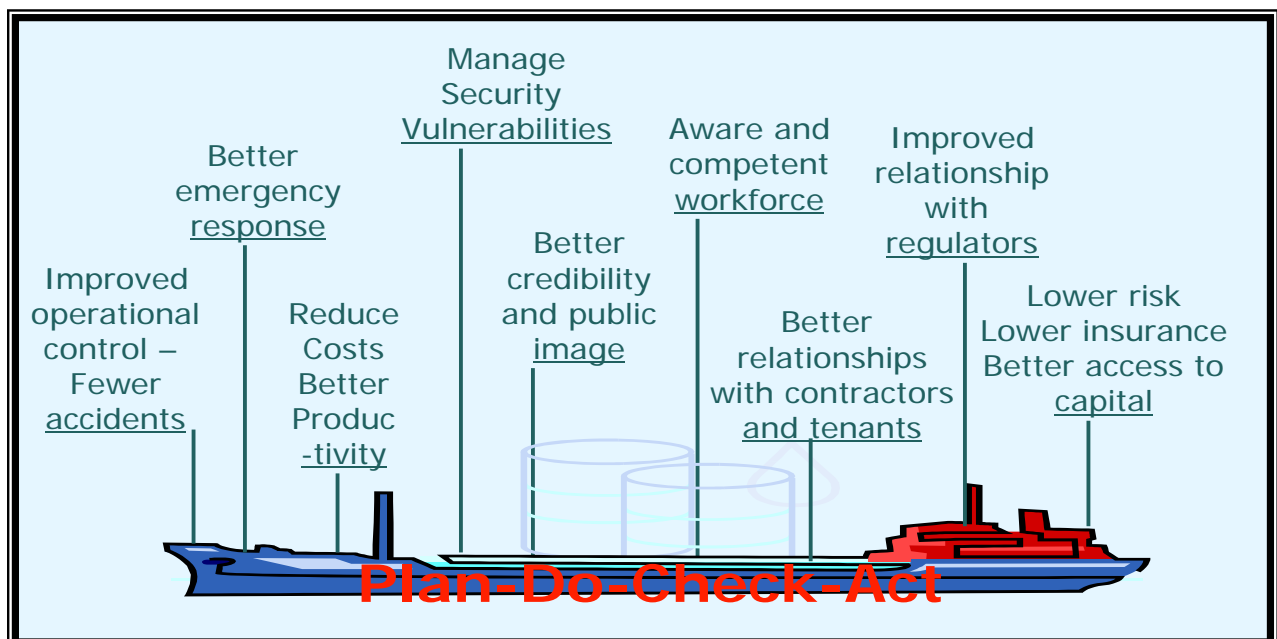 Improved
operational
control –
Fewer
accidents
Better
emergency
response
Reduce
Costs
Better
Produc
-tivity
Manage
Security
Vulnerabilities
Better
credibility
and public
image
Aware and
competent
workforce
Better
relationships
with contractors
and tenants
Improved
relationship
with
regulators
Lower risk
Lower insurance
Better access to
capital
Plan-Do-Check-Act